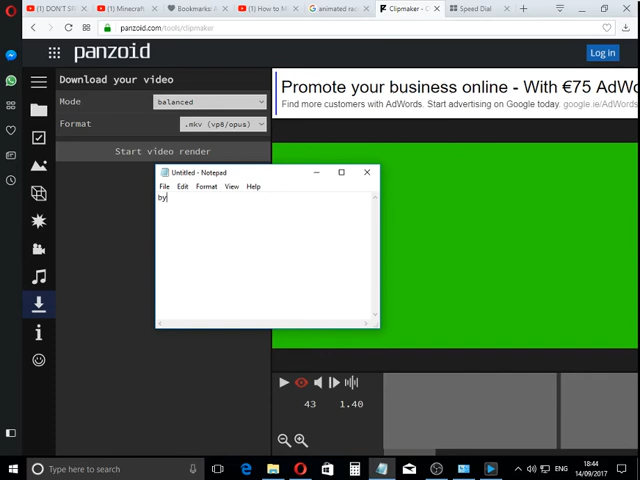 (1) DON'T SP
(1) Minecraft
Bookmarks: A
(1) How to M
animated rac
Clipmaker - C
Speed Dial
panzoid.com/tools/clipmaker
panzoid
Log in
Download your video
Mode
balanced
Format
.mkv (vp8/opus)
Start video render
Promote your business online - With €75 AdWo
Find more customers with AdWords. Start advertising on Google today. google.ie/AdWords
Untitled - Notepad
File Edit Format View Help
by
43 1.40
Type here to search
ENG
18:44
14/09/2017